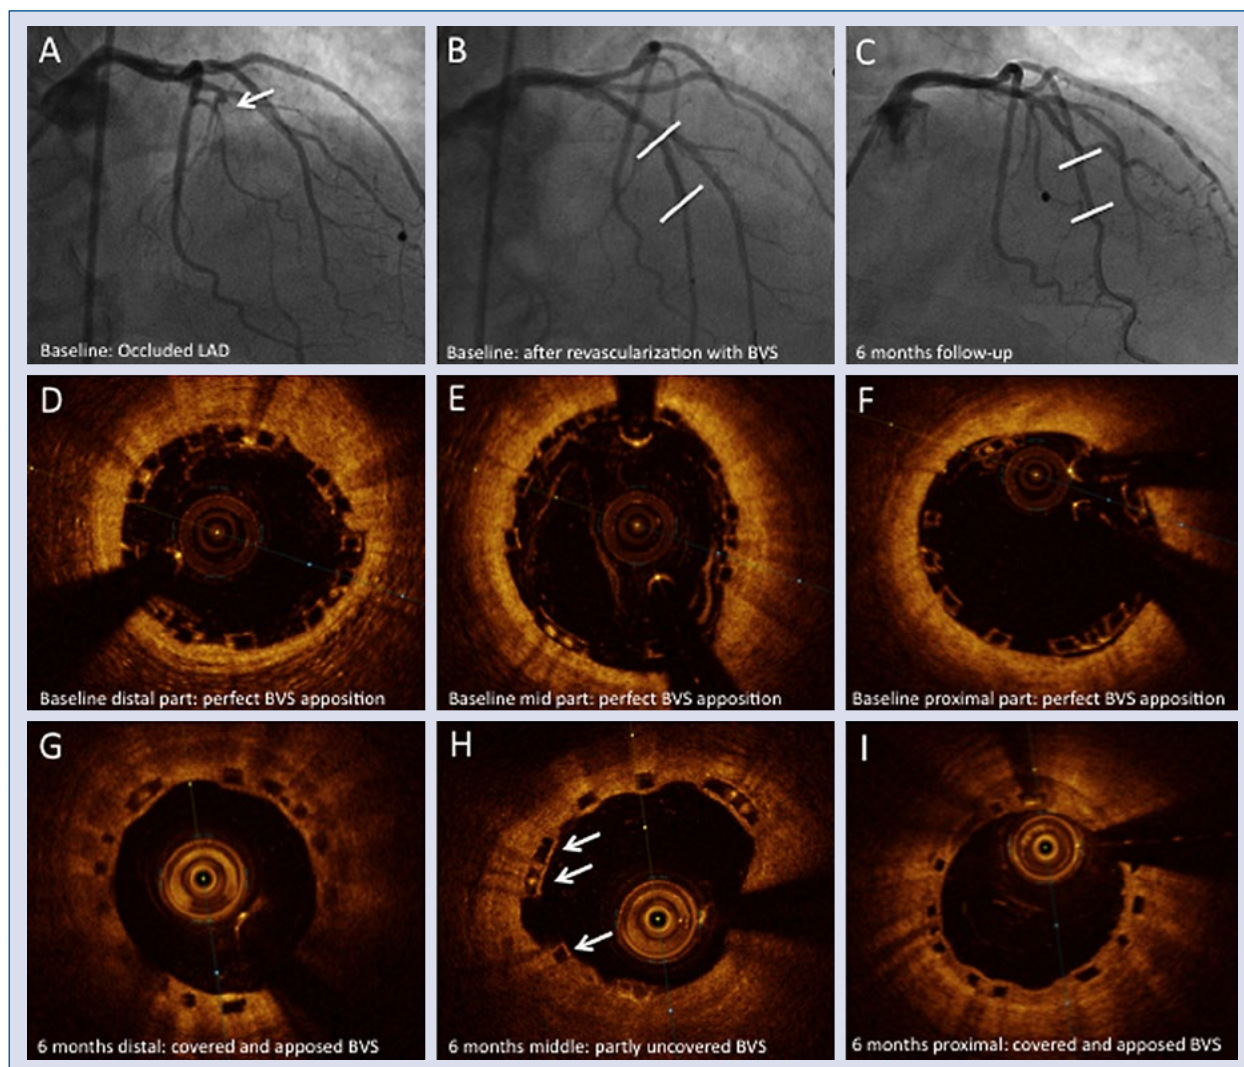 A
Baseline: Occluded LAD
B
Baseline: after revascularization with BVS
C
6 months follow-up
D
Baseline distal part: perfect BVS apposition
E
Baseline mid part: perfect BVS apposition
F
Baseline proximal part: perfect BVS apposition
G
6 months distal: covered and apposed BVS
H
6 months middle: partly uncovered BVS
I
6 months proximal: covered and apposed BVS